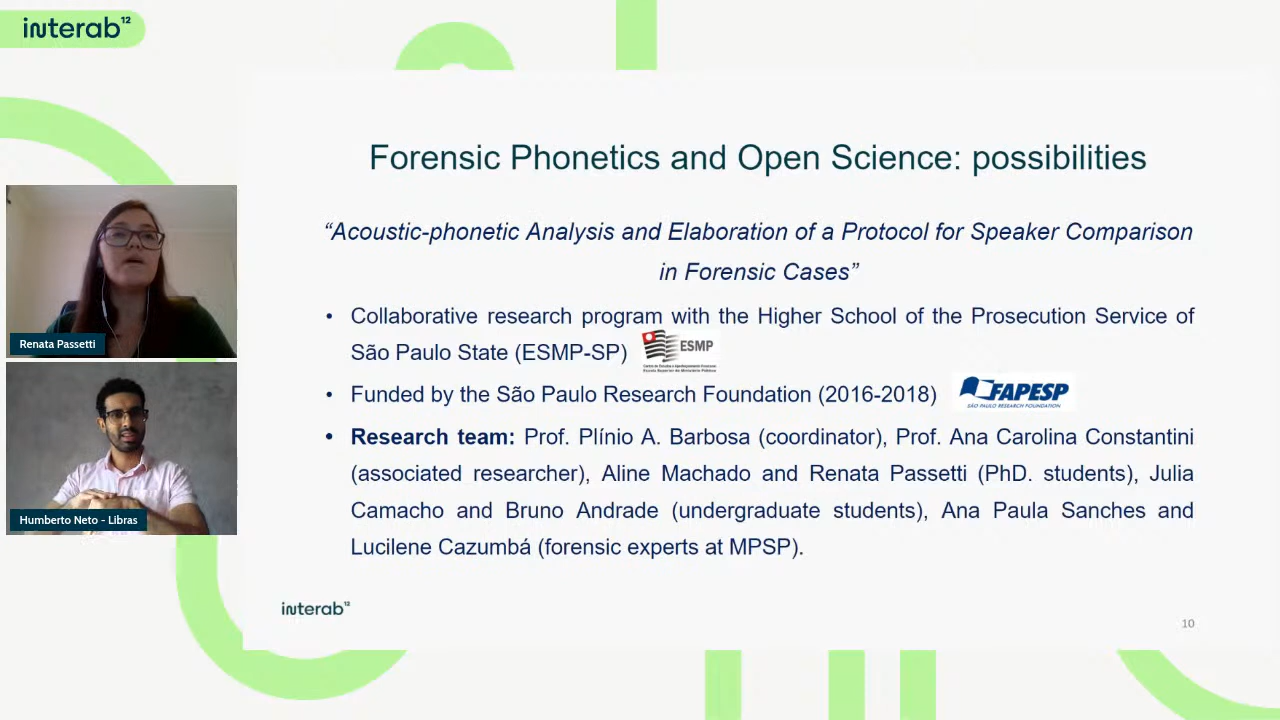 interab¹²
Forensic Phonetics and Open Science: possibilities
“Acoustic-phonetic Analysis and Elaboration of a Protocol for Speaker Comparison
in Forensic Cases”
• Collaborative research program with the Higher School of the Prosecution Service of
São Paulo State (ESMP-SP)
ESMP
• Funded by the São Paulo Research Foundation (2016-2018)
FAPESP
SÃO PAULO RESEARCH FOUNDATION
• Research team: Prof. Plínio A. Barbosa (coordinator), Prof. Ana Carolina Constantini
(associated researcher), Aline Machado and Renata Passetti (PhD. students), Julia
Camacho and Bruno Andrade (undergraduate students), Ana Paula Sanches and
Lucilene Cazumbá (forensic experts at MPSP).
interab¹²
10
Renata Passetti
Humberto Neto - Libras